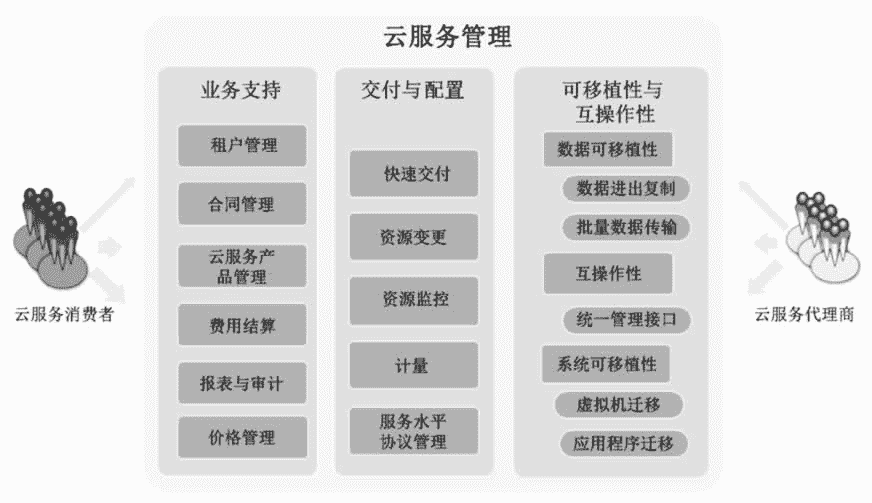 云服务管理
业务支持
租户管理
合同管理
云服务产
品管理
费用结算
报表与审计
价格管理
交付与配置
快速交付
资源变更
资源监控
计量
服务水平
协议管理
可移植性与
互操作性
数据可移植性
数据进出复制
批量数据传输
互操作性
统一管理接口
系统可移植性
虚拟机迁移
应用程序迁移
云服务消费者
云服务代理商